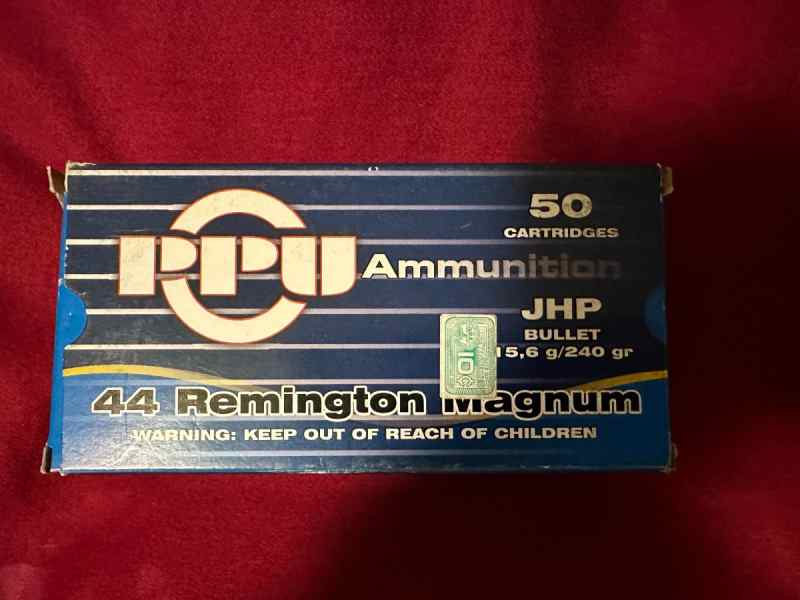 50
CARTRIDGES
PPU Ammunition
JHP
BULLET
15,6 g/240 gr
44 Remington Magnum
WARNING: KEEP OUT OF REACH OF CHILDREN